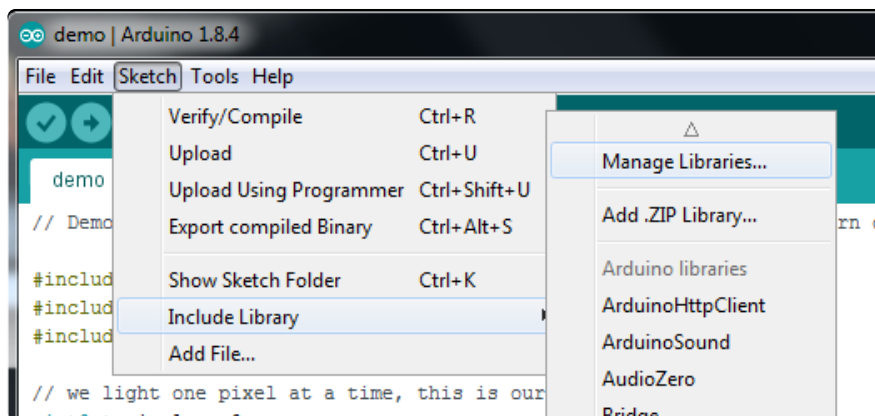 demo | Arduino 1.8.4
File Edit Sketch Tools Help
Verify/Compile Ctrl+R
Upload Ctrl+U
Upload Using Programmer Ctrl+Shift+U
Export compiled Binary Ctrl+Alt+S
Show Sketch Folder Ctrl+K
Include Library
Add File...
Manage Libraries...
Add .ZIP Library...
Arduino libraries
ArduinoHttpClient
ArduinoSound
AudioZero
Bridge
demo
// Demo
#includ
#includ
#includ
// we light one pixel at a time, this is our